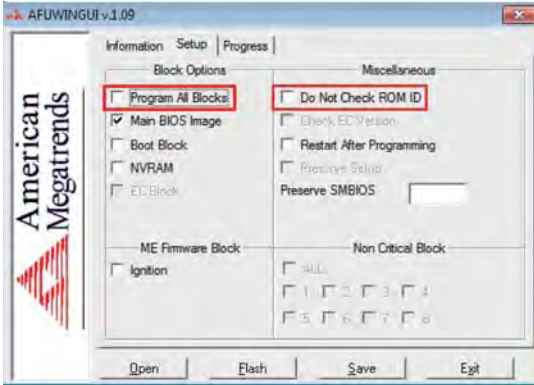 AFUWINGUI v.1.09
Information Setup Progress
Block Options
Program All Blocks
Main BIOS Image
Boot Block
NVRAM
EC Block
ME Firmware Block
Ignition
Miscellaneous
Do Not Check ROM ID
Check EC Version
Restart After Programming
Preserve Setup
Preserve SMBIOS
Non Critical Block
ALL
1 2 3 4
5 6 7 8
American
Megatrends
Open Flash Save Exit